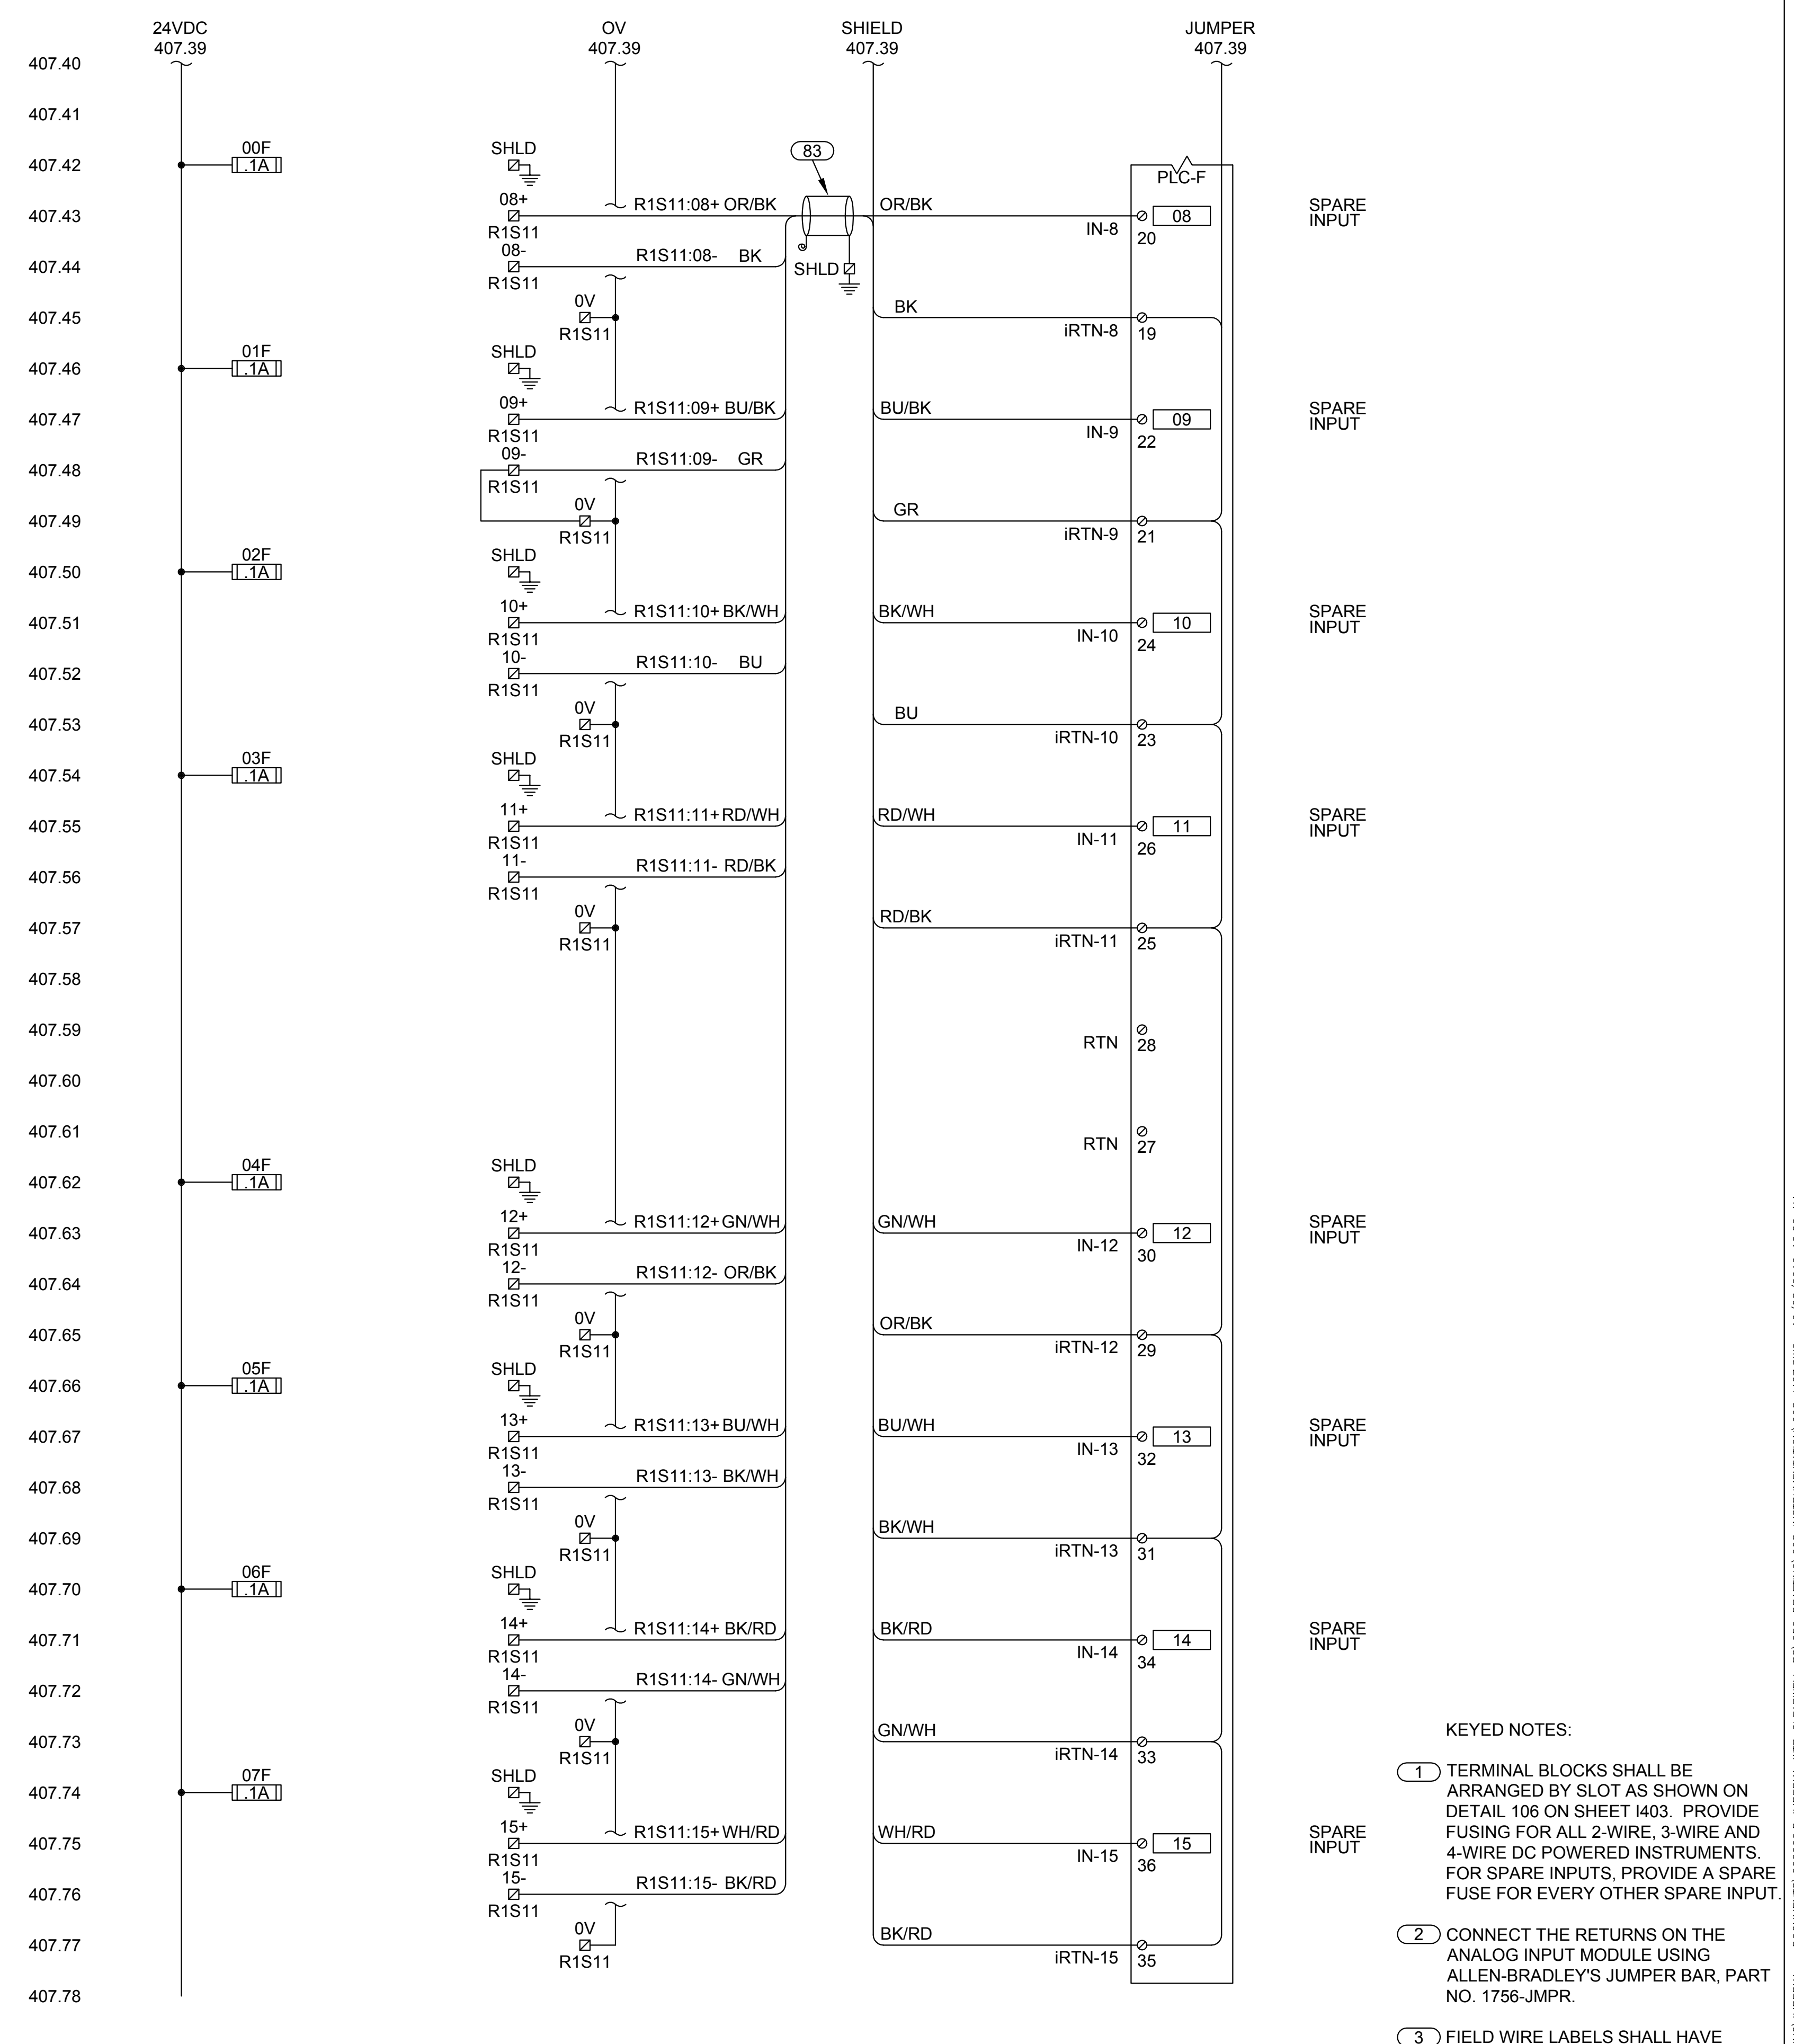 24VDC OV SHIELD JUMPER
407.39 407.39 407.39 407.39
407.40
407.41
00F SHLD 83
407.42 .1A PLC-F
08+ R1S11:08+ OR/BK OR/BK SPARE
407.43 08 INPUT
R1S11 IN-8 20
08- R1S11:08- BK
407.44 SHLD
R1S11
0V BK
407.45
R1S11 iRTN-8 19
01F SHLD
407.46 .1A
09+ R1S11:09+ BU/BK BU/BK SPARE
407.47 09 INPUT
R1S11 IN-9 22
09- R1S11:09- GR
407.48
R1S11
0V GR
407.49
R1S11 iRTN-9 21
02F SHLD
407.50 .1A
10+ R1S11:10+ BK/WH BK/WH SPARE
407.51 10 INPUT
R1S11 IN-10 24
10- R1S11:10- BU
407.52
R1S11
0V BU
407.53
R1S11 iRTN-10 23
03F SHLD
407.54 .1A
11+ R1S11:11+ RD/WH RD/WH SPARE
407.55 11 INPUT
R1S11 IN-11 26
11- R1S11:11- RD/BK
407.56
R1S11
0V RD/BK
407.57
R1S11 iRTN-11 25
407.58
407.59
RTN 28
407.60
407.61
RTN 27
04F SHLD
407.62 .1A
12+ R1S11:12+ GN/WH GN/WH SPARE
407.63 12 INPUT
R1S11 IN-12 30
12- R1S11:12- OR/BK
407.64
R1S11
0V OR/BK
407.65
R1S11 iRTN-12 29
05F SHLD
407.66 .1A
13+ R1S11:13+ BU/WH BU/WH SPARE
407.67 13 INPUT
R1S11 IN-13 32
13- R1S11:13- BK/WH
407.68
R1S11
0V BK/WH
407.69
R1S11 iRTN-13 31
06F SHLD
407.70 .1A
14+ R1S11:14+ BK/RD BK/RD SPARE
407.71 14 INPUT
R1S11 IN-14 34
14- R1S11:14- GN/WH
407.72
R1S11
0V GN/WH
407.73
R1S11 iRTN-14 33
07F SHLD
407.74 .1A
15+ R1S11:15+ WH/RD WH/RD SPARE
407.75 15 INPUT
R1S11 IN-15 36
15- R1S11:15- BK/RD
407.76
R1S11
0V BK/RD
407.77
R1S11 iRTN-15 35
407.78
KEYED NOTES:
1 TERMINAL BLOCKS SHALL BE
ARRANGED BY SLOT AS SHOWN ON
DETAIL 106 ON SHEET I403. PROVIDE
FUSING FOR ALL 2-WIRE, 3-WIRE AND
4-WIRE DC POWERED INSTRUMENTS.
FOR SPARE INPUTS, PROVIDE A SPARE
FUSE FOR EVERY OTHER SPARE INPUT.
2 CONNECT THE RETURNS ON THE
ANALOG INPUT MODULE USING
ALLEN-BRADLEY'S JUMPER BAR, PART
NO. 1756-JMPR.
3 FIELD WIRE LABELS SHALL HAVE